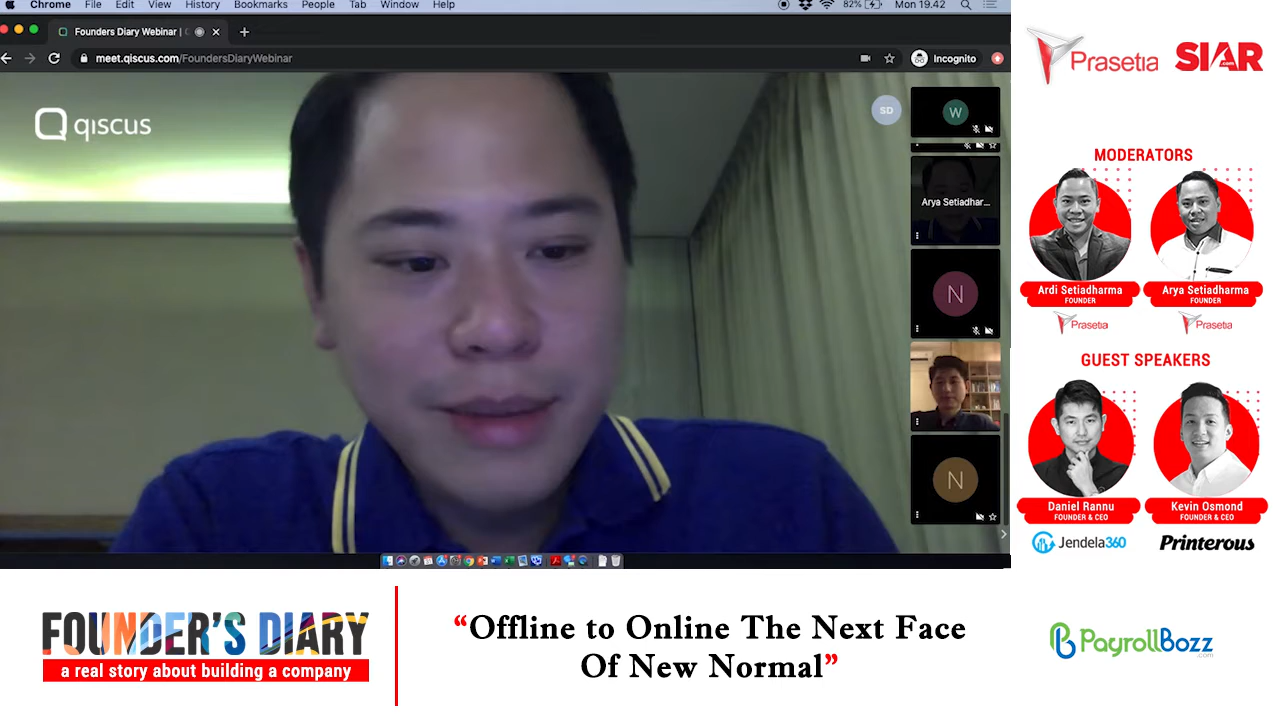 Chrome File Edit View History Bookmarks People Tab Window Help 82% Mon 19.42
Founders Diary Webinar |
meet.qiscus.com/FoundersDiaryWebinar Incognito
qiscus
SD
W
Arya Setiadhar...
N
N
Prasetia
SIAR
.com
MODERATORS
Ardi Setiadharma
FOUNDER
Prasetia
Arya Setiadharma
FOUNDER
Prasetia
GUEST SPEAKERS
Daniel Rannu
FOUNDER & CEO
Jendela360
Kevin Osmond
FOUNDER & CEO
Printerous
FOUNDER'S DIARY
a real story about building a company
“Offline to Online The Next Face
Of New Normal”
PayrollBozz
.com